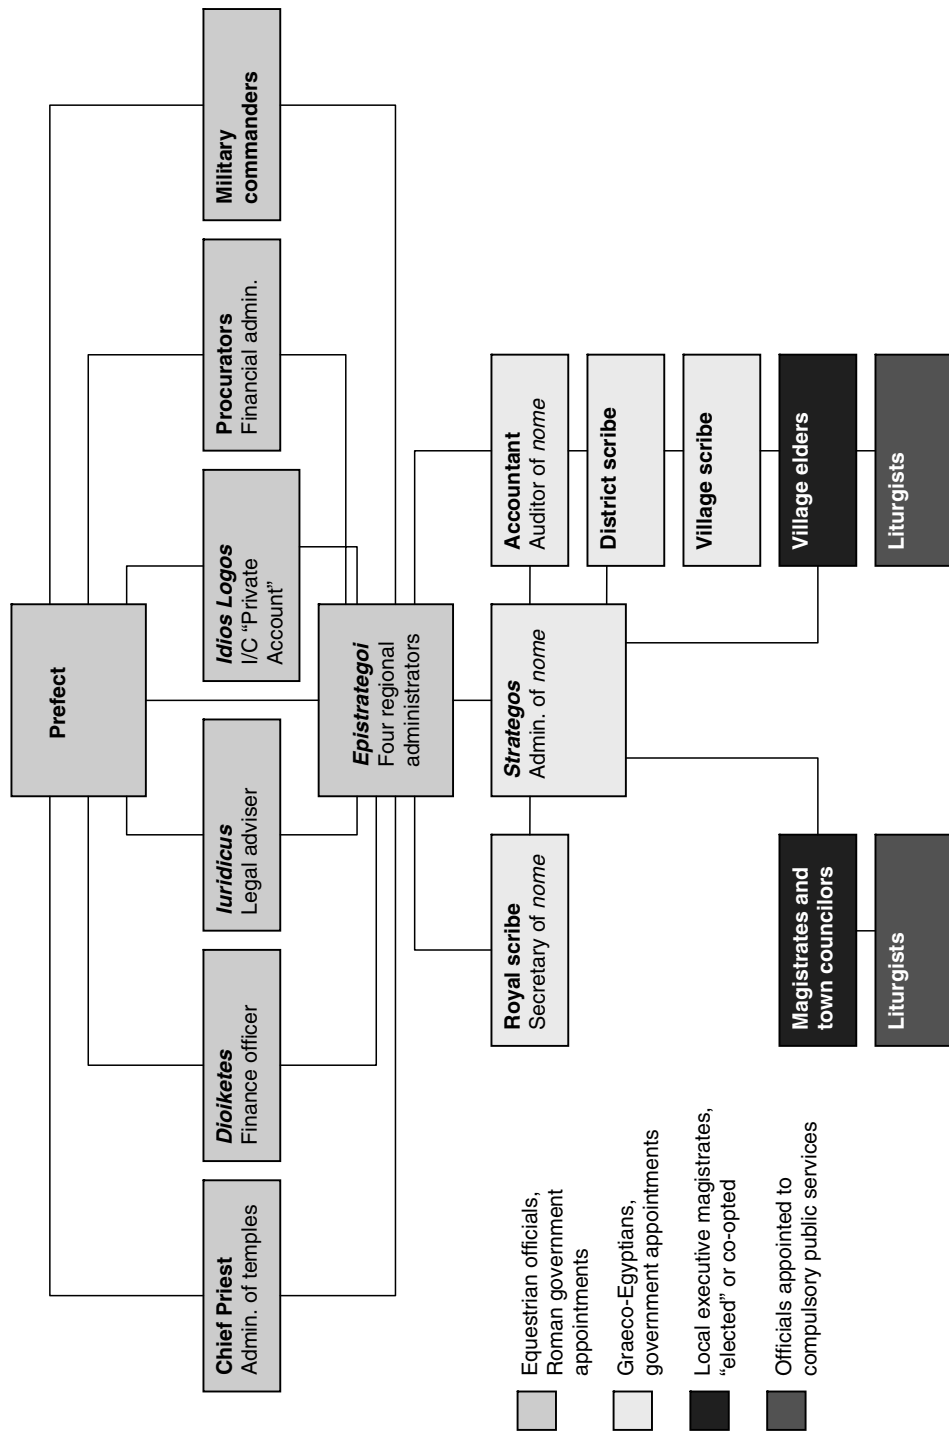 Prefect
Chief Priest
Admin. of temples
Dioiketes
Finance officer
Iuridicus
Legal adviser
Idios Logos
I/C “Private
Account”
Procurators
Financial admin.
Military
commanders
Epistrategoi
Four regional
administrators
Royal scribe
Secretary of nome
Strategos
Admin. of nome
Accountant
Auditor of nome
District scribe
Village scribe
Magistrates and
town councilors
Village elders
Liturgists
Liturgists
Equestrian officials,
Roman government
appointments
Graeco-Egyptians,
government appointments
Local executive magistrates,
“elected” or co-opted
Officials appointed to
compulsory public services